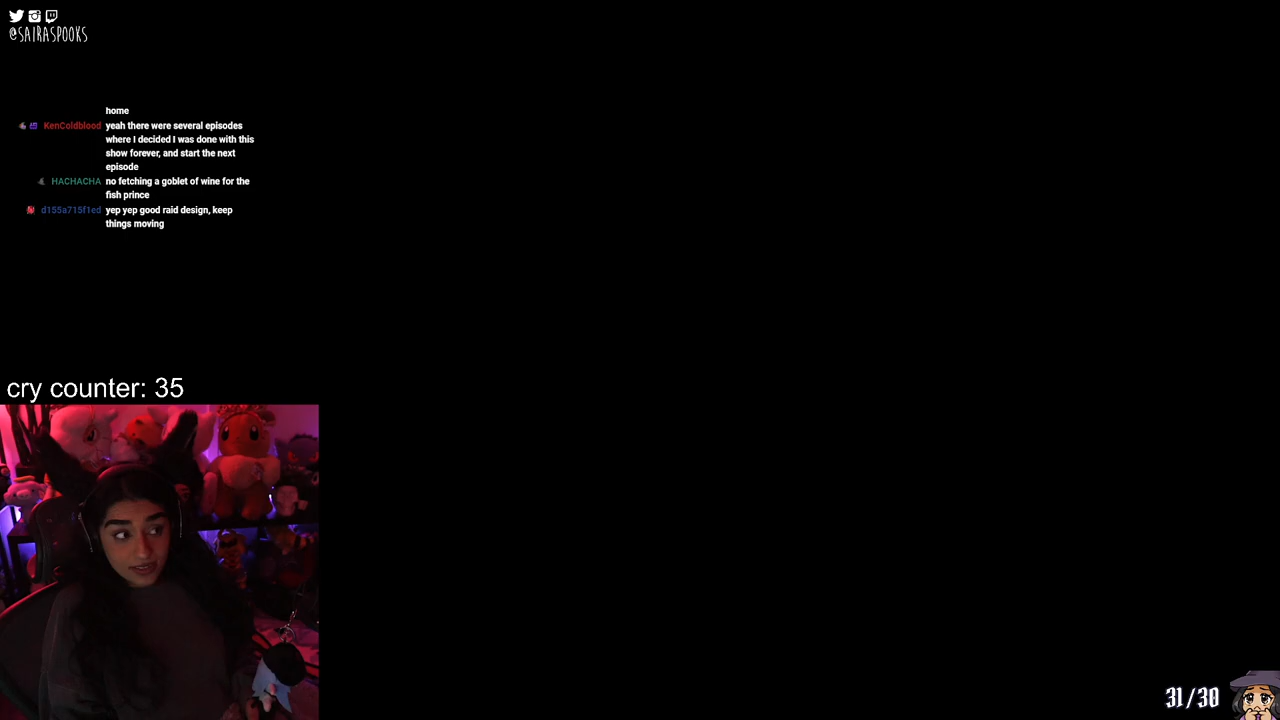 @SAIRASPOOKS
home
KenColdblood yeah there were several episodes
where I decided I was done with this
show forever, and start the next
episode
HACHACHA no fetching a goblet of wine for the
fish prince
d155a715f1ed yep yep good raid design, keep
things moving
cry counter: 35
31/30